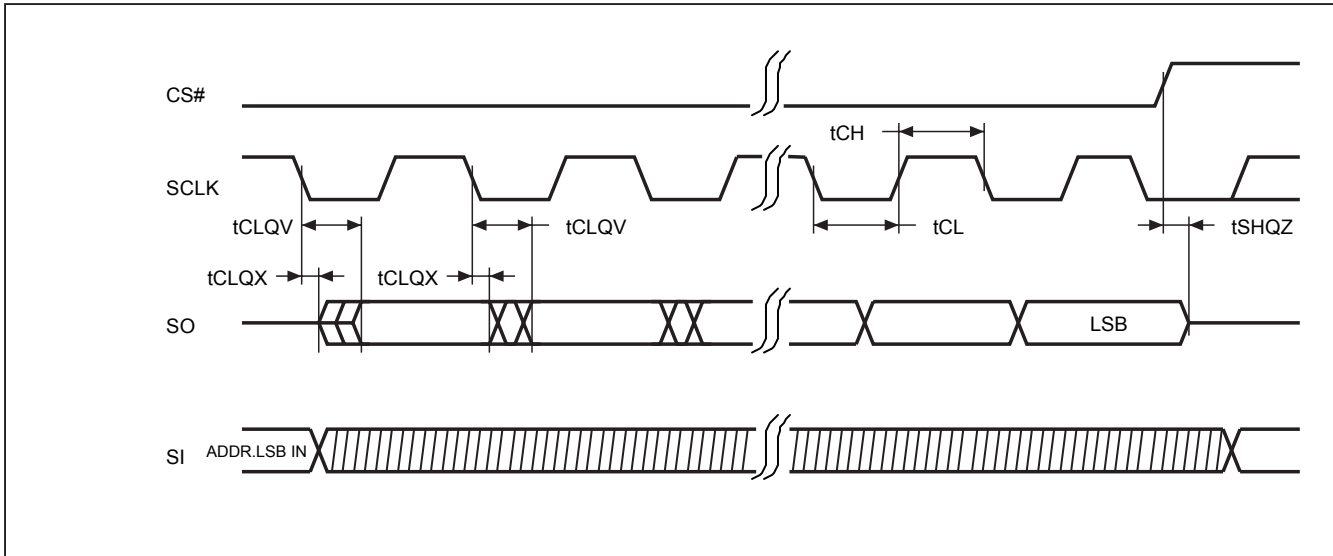 CS#
tCH
SCLK
tCLQV
tCLQV
tCL
tSHQZ
tCLQX
tCLQX
SO
LSB
SI
ADDR.LSB IN